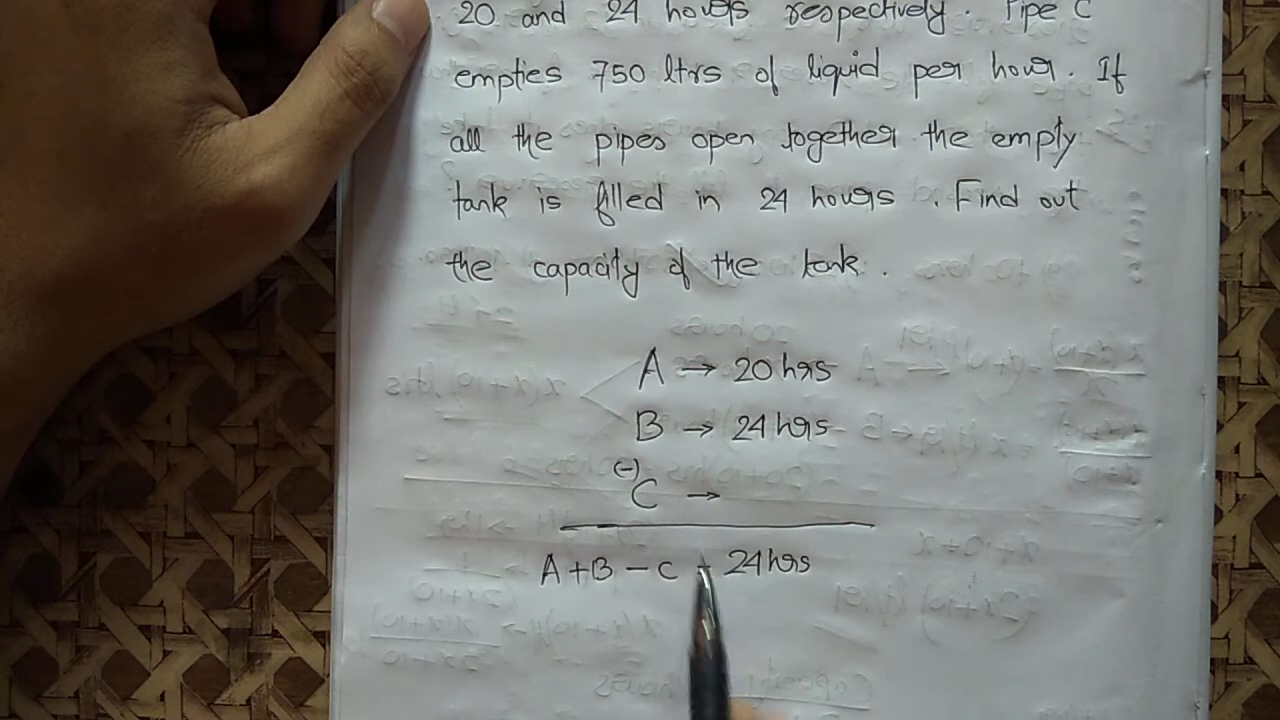 20 and 24 hours respectively. Pipe C
empties 750 ltrs of liquid per hour. If
all the pipes open together the empty
tank is filled in 24 hours. Find out
the capacity of the tank.
A → 20 hrs
B → 24 hrs
(-)
C →
A + B - C → 24 hrs